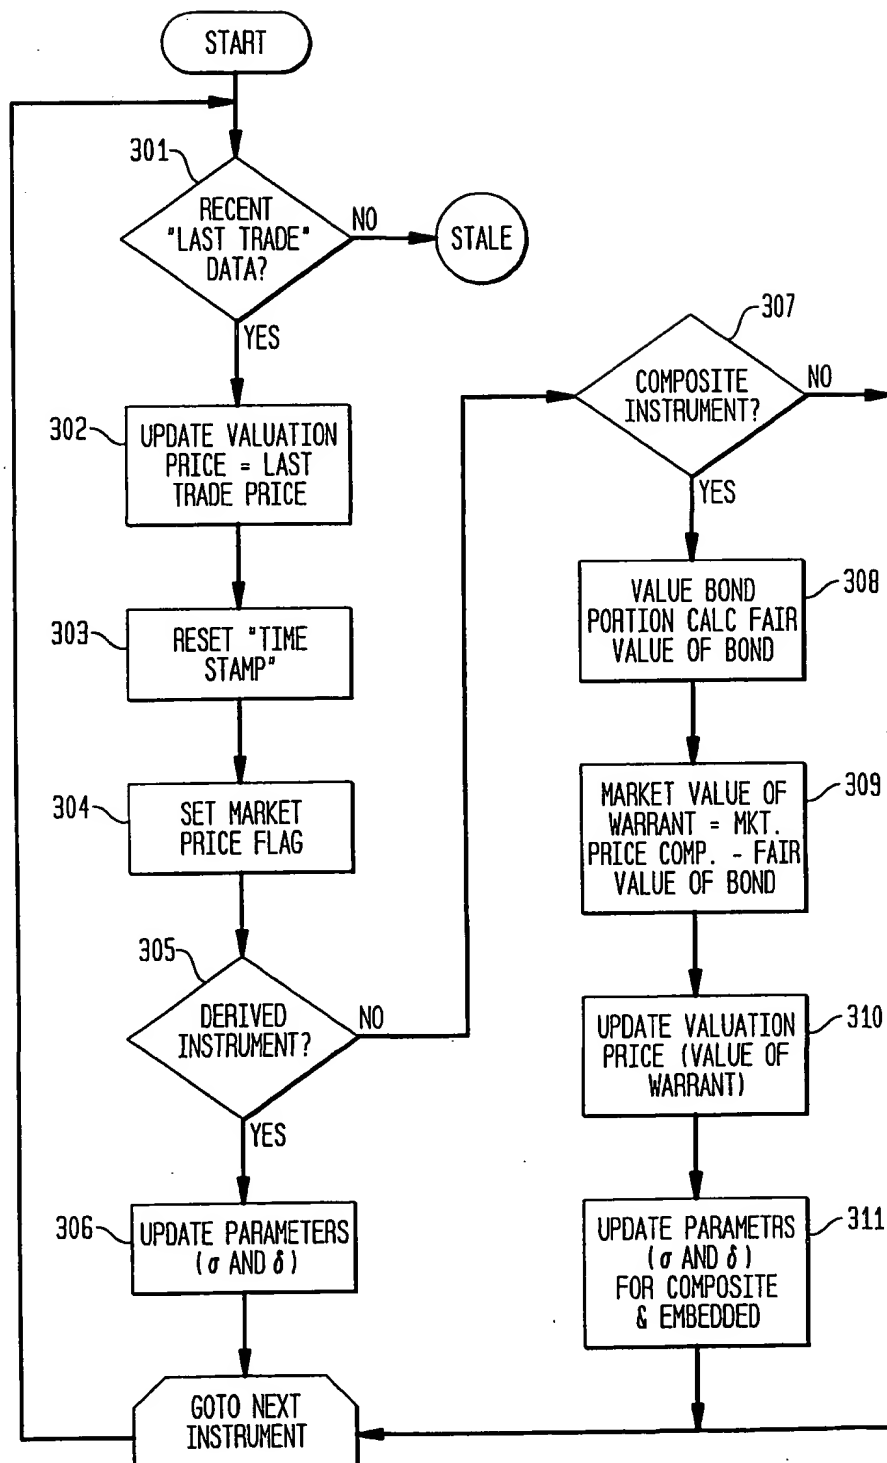 START
301
RECENT
"LAST TRADE"
DATA?
NO
STALE
YES
302
UPDATE VALUATION
PRICE = LAST
TRADE PRICE
303
RESET "TIME
STAMP"
304
SET MARKET
PRICE FLAG
305
DERIVED
INSTRUMENT?
NO
YES
306
UPDATE PARAMETERS
(σ AND δ)
GOTO NEXT
INSTRUMENT
307
COMPOSITE
INSTRUMENT?
NO
YES
308
VALUE BOND
PORTION CALC FAIR
VALUE OF BOND
309
MARKET VALUE OF
WARRANT = MKT.
PRICE COMP. - FAIR
VALUE OF BOND
310
UPDATE VALUATION
PRICE (VALUE OF
WARRANT)
311
UPDATE PARAMETRS
(σ AND δ)
FOR COMPOSITE
& EMBEDDED